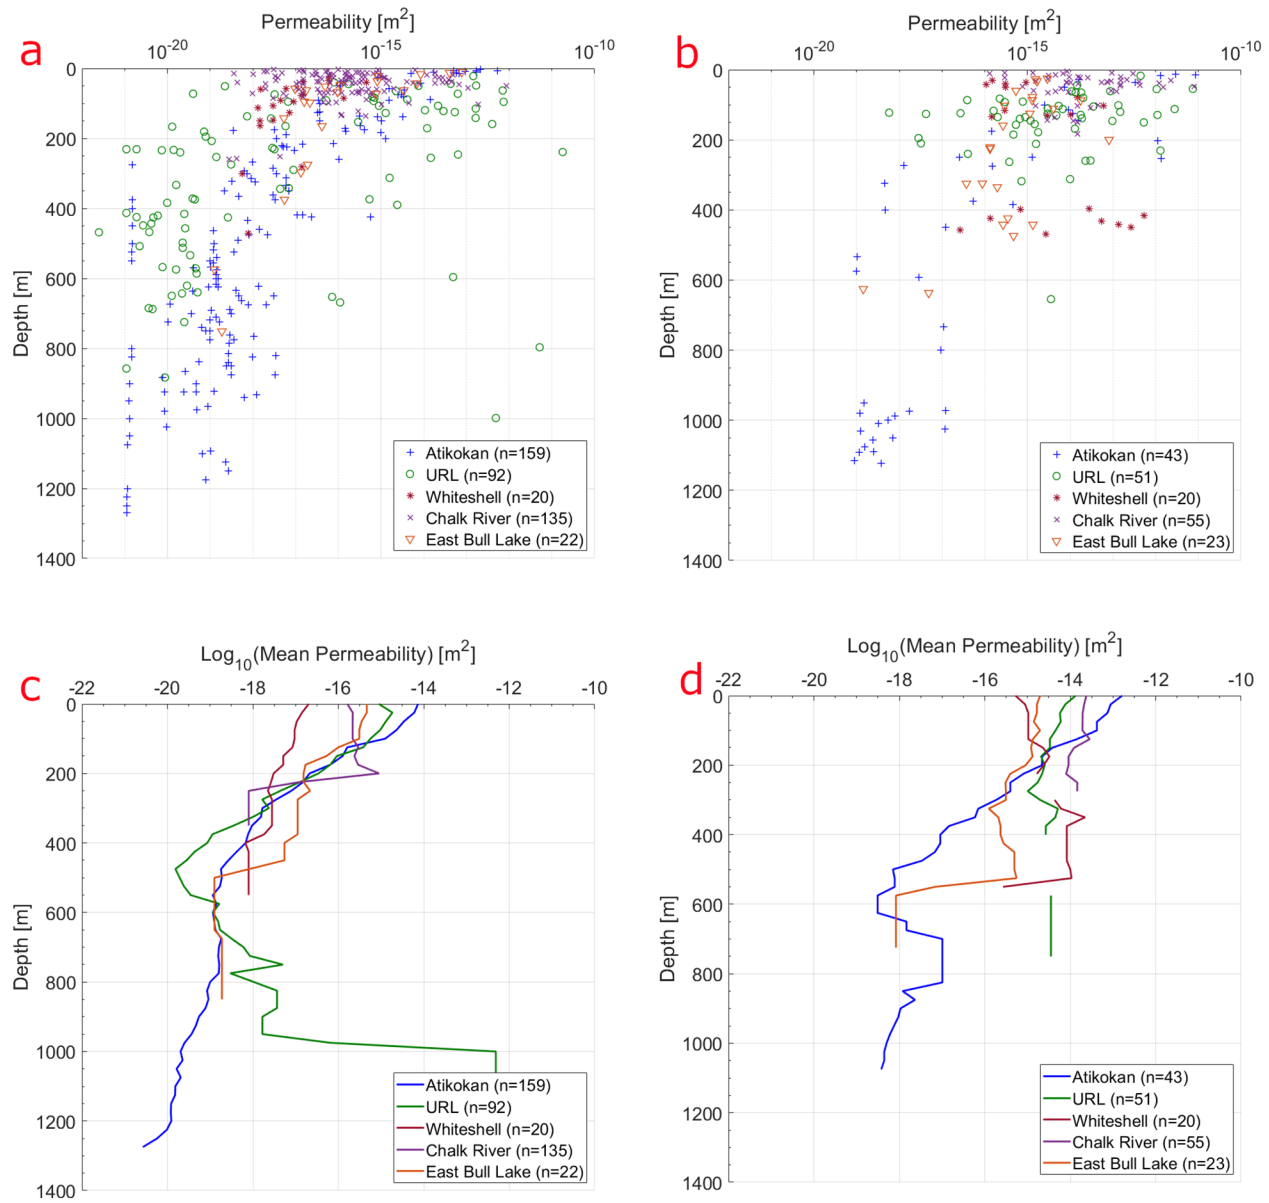 a
Permeability [m2]
10-20 10-15 10-10
0
200
400
600
800
1000
1200
1400
Depth [m]
Atikokan (n=159)
URL (n=92)
Whiteshell (n=20)
Chalk River (n=135)
East Bull Lake (n=22)
b
Permeability [m2]
10-20 10-15 10-10
0
200
400
600
800
1000
1200
1400
Depth [m]
Atikokan (n=43)
URL (n=51)
Whiteshell (n=20)
Chalk River (n=55)
East Bull Lake (n=23)
c
Log10(Mean Permeability) [m2]
-22 -20 -18 -16 -14 -12 -10
0
200
400
600
800
1000
1200
1400
Depth [m]
Atikokan (n=159)
URL (n=92)
Whiteshell (n=20)
Chalk River (n=135)
East Bull Lake (n=22)
d
Log10(Mean Permeability) [m2]
-22 -20 -18 -16 -14 -12 -10
0
200
400
600
800
1000
1200
1400
Depth [m]
Atikokan (n=43)
URL (n=51)
Whiteshell (n=20)
Chalk River (n=55)
East Bull Lake (n=23)